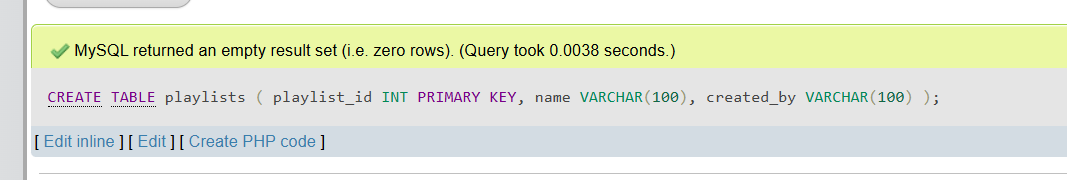 MySQL returned an empty result set (i.e. zero rows). (Query took 0.0038 seconds.)
CREATE TABLE playlists ( playlist_id INT PRIMARY KEY, name VARCHAR(100), created_by VARCHAR(100) );
[ Edit inline ] [ Edit ] [ Create PHP code ]